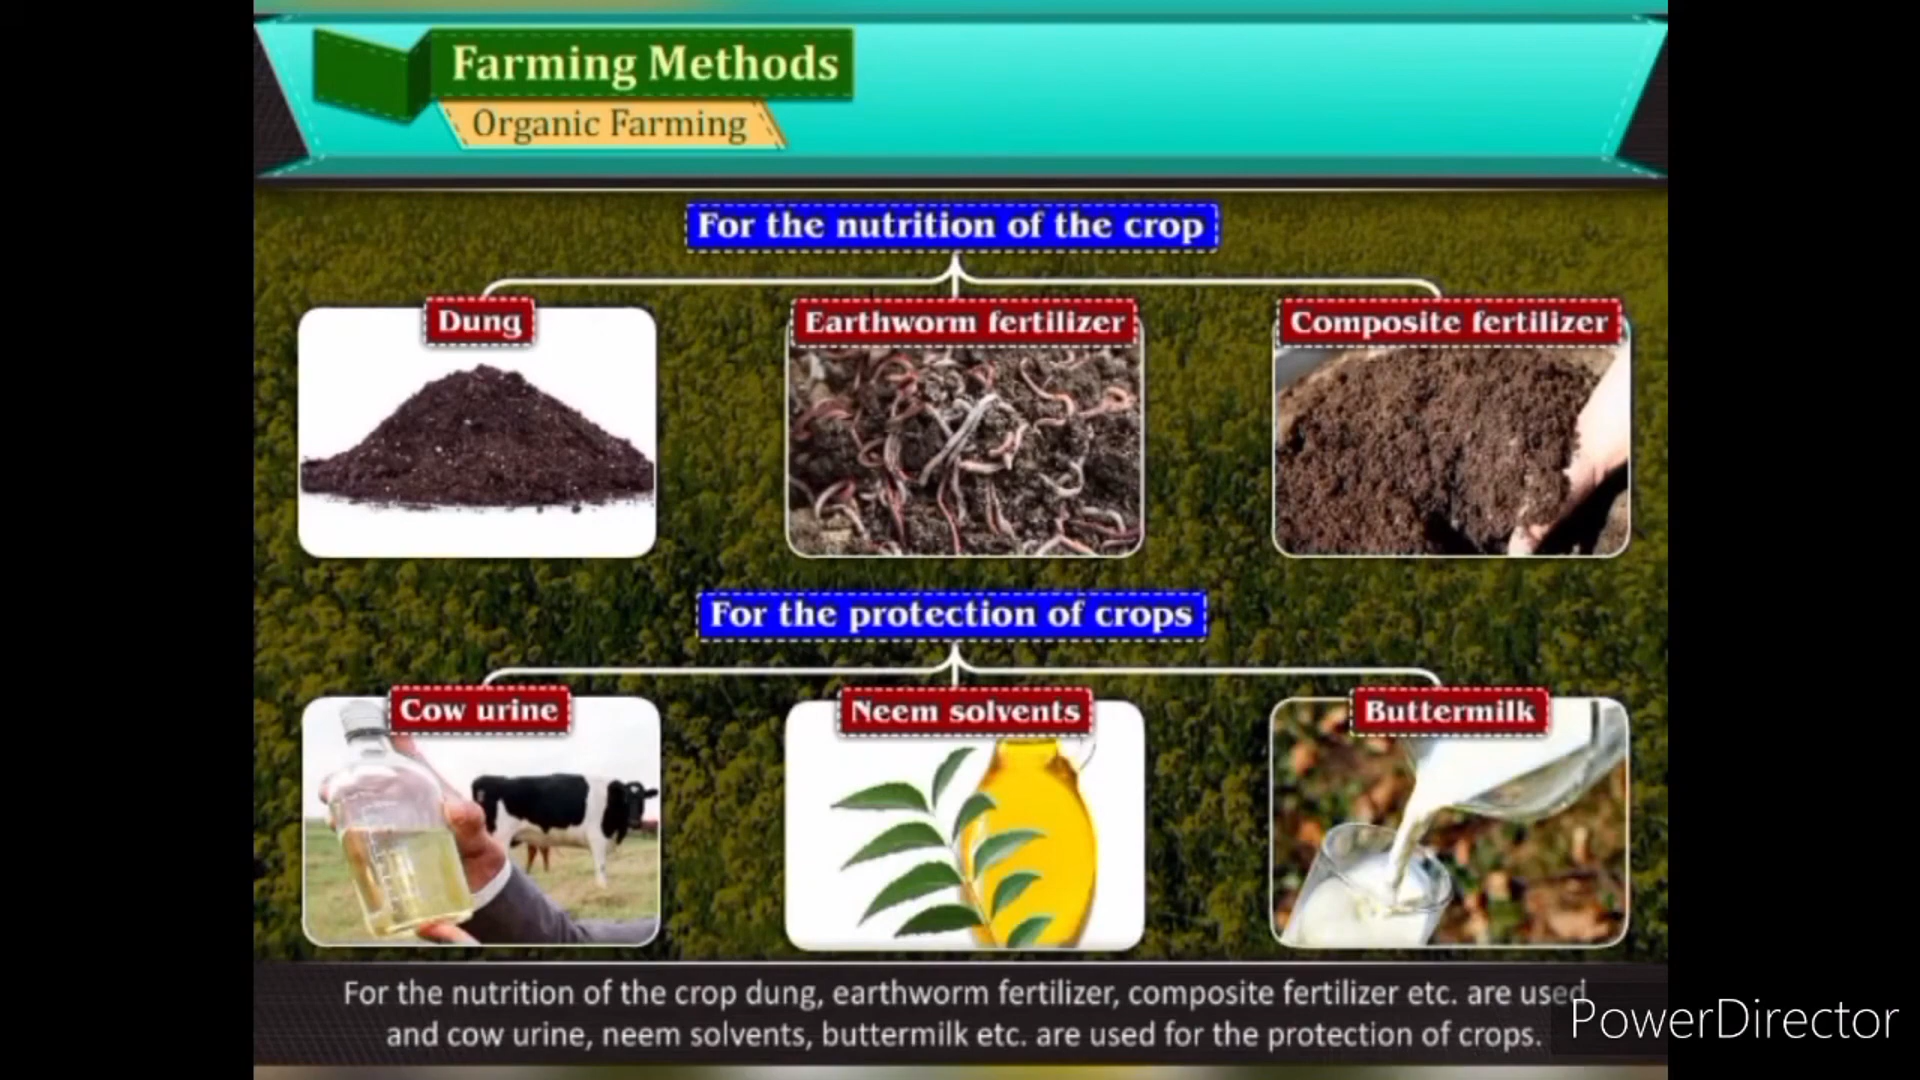 Farming Methods
Organic Farming
For the nutrition of the crop
Dung
Earthworm fertilizer
Composite fertilizer
For the protection of crops
Cow urine
Neem solvents
Buttermilk
For the nutrition of the crop dung, earthworm fertilizer, composite fertilizer etc. are used
and cow urine, neem solvents, buttermilk etc. are used for the protection of crops.
PowerDirector